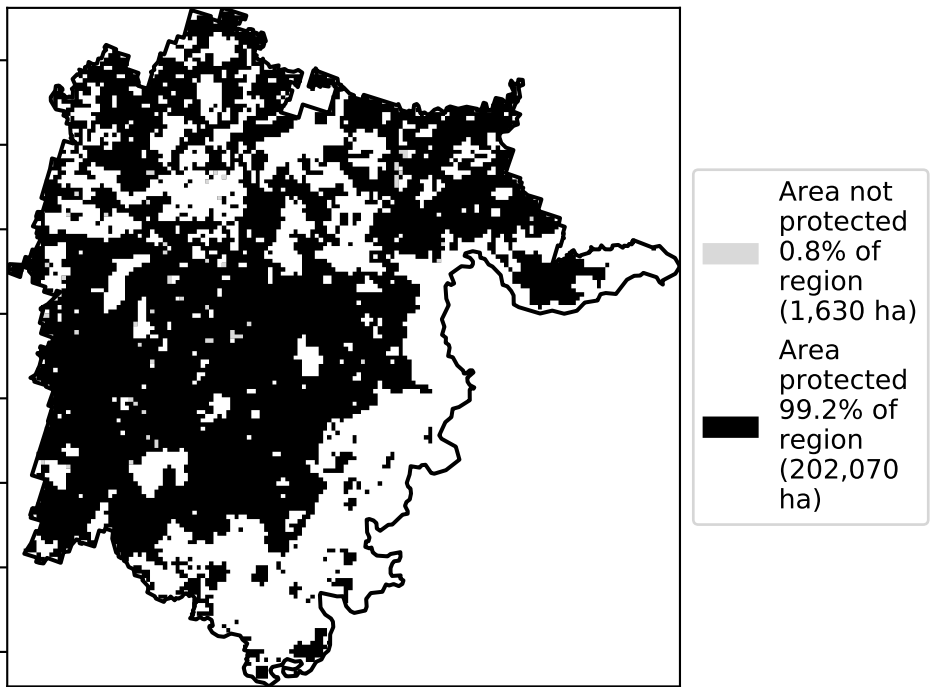 Area not
protected
0.8% of
region
(1,630 ha)
Area
protected
99.2% of
region
(202,070
ha)